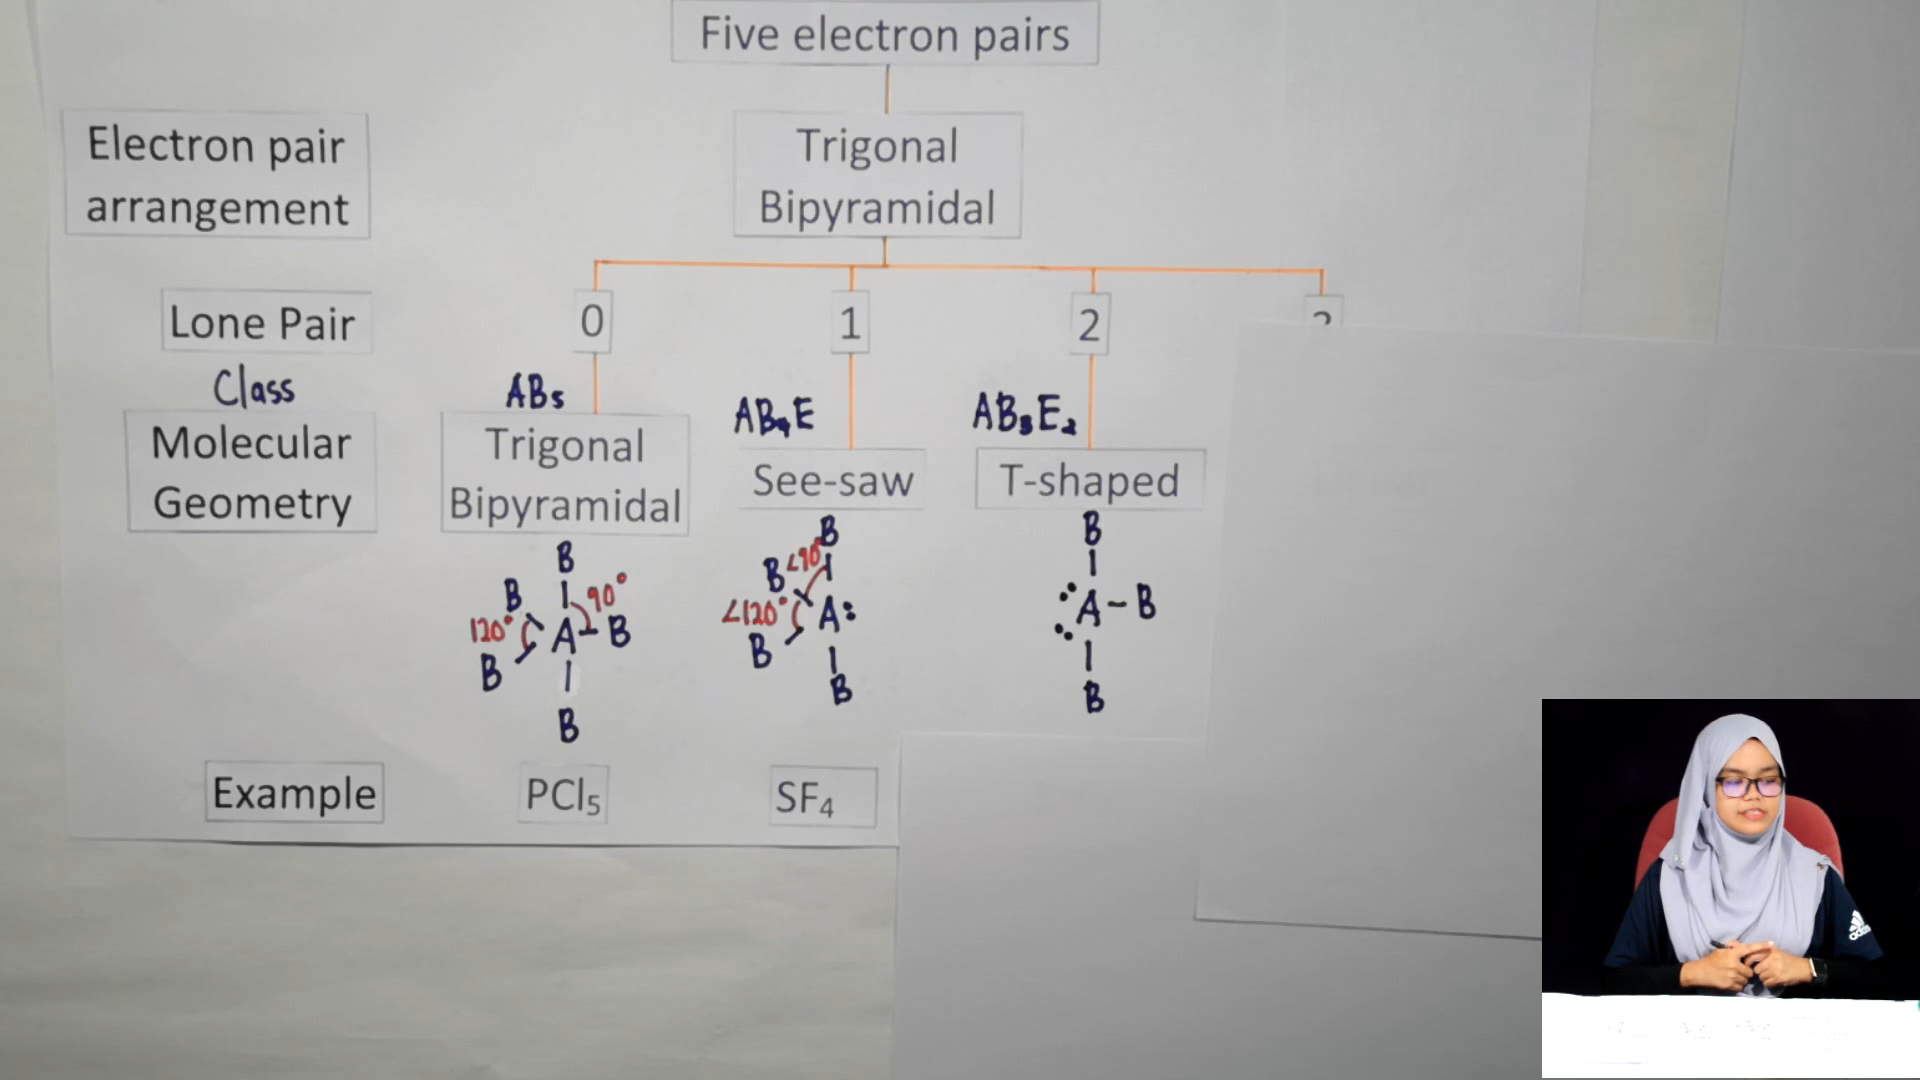 Five electron pairs
Electron pair
arrangement
Trigonal
Bipyramidal
Lone Pair
0
1
2
Class
AB₅
AB₄E
AB₃E₂
Molecular
Geometry
Trigonal
Bipyramidal
See-saw
T-shaped
B
B
90°
120°
A-B
B
B
B
B
<90°
<120°
A:
B
B
B
:A-B
:
B
Example
PCl₅
SF₄
adidas